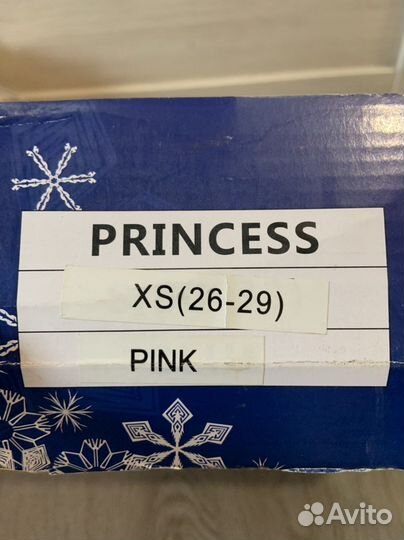 PRINCESS
XS(26-29)
PINK
Avito